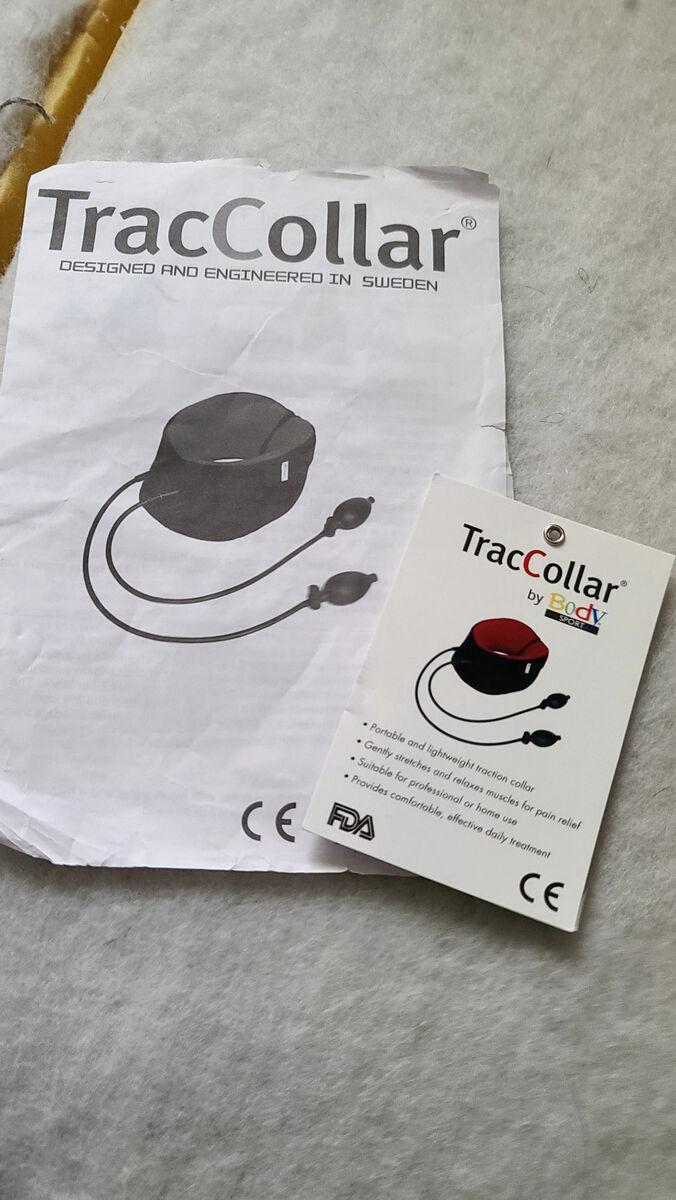 TracCollar®
DESIGNED AND ENGINEERED IN SWEDEN
CE
TracCollar®
by Body
SPORT
• Portable and lightweight traction collar
• Gently stretches and relaxes muscles for pain relief
• Suitable for professional or home use
• Provides comfortable, effective daily treatment
FDA
CE